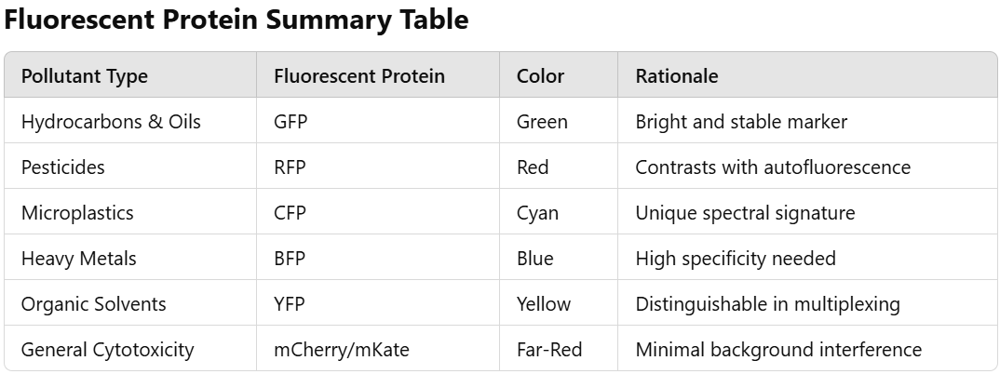 Fluorescent Protein Summary Table
Pollutant Type Fluorescent Protein Color Rationale
Hydrocarbons & Oils GFP Green Bright and stable marker
Pesticides RFP Red Contrasts with autofluorescence
Microplastics CFP Cyan Unique spectral signature
Heavy Metals BFP Blue High specificity needed
Organic Solvents YFP Yellow Distinguishable in multiplexing
General Cytotoxicity mCherry/mKate Far-Red Minimal background interference